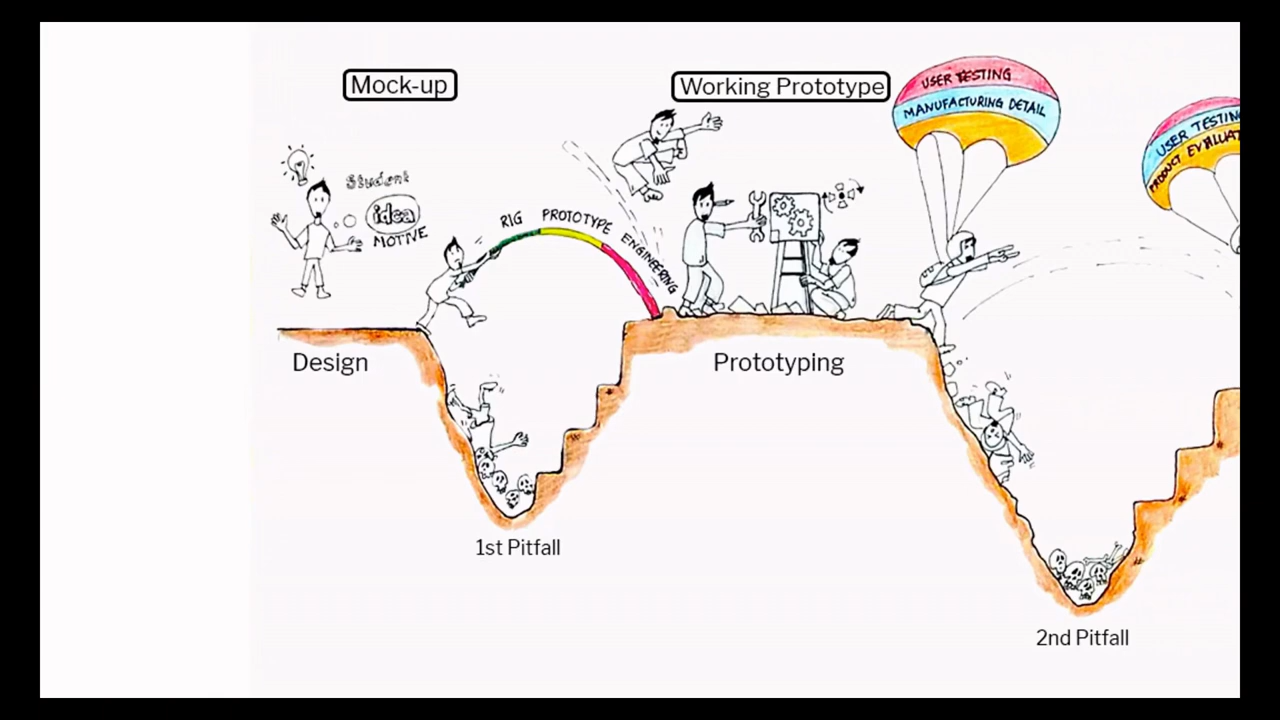 Mock-up
Working Prototype
USER TESTING
MANUFACTURING DETAIL
USER TESTING
PRODUCT EVALUAT
Student
idea
MOTIVE
RIG PROTOTYPE ENGINEERING
Design
Prototyping
1st Pitfall
2nd Pitfall